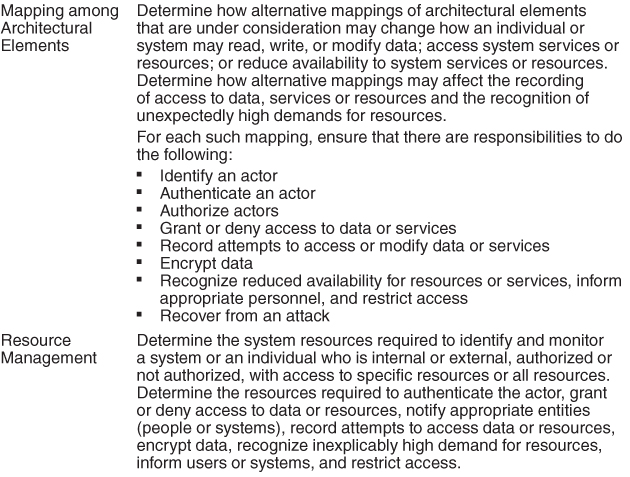 Mapping among
Architectural
Elements
Determine how alternative mappings of architectural elements
that are under consideration may change how an individual or
system may read, write, or modify data; access system services or
resources; or reduce availability to system services or resources.
Determine how alternative mappings may affect the recording
of access to data, services or resources and the recognition of
unexpectedly high demands for resources.
For each such mapping, ensure that there are responsibilities to do
the following:
▪ Identify an actor
▪ Authenticate an actor
▪ Authorize actors
▪ Grant or deny access to data or services
▪ Record attempts to access or modify data or services
▪ Encrypt data
▪ Recognize reduced availability for resources or services, inform
appropriate personnel, and restrict access
▪ Recover from an attack
Resource
Management
Determine the system resources required to identify and monitor
a system or an individual who is internal or external, authorized or
not authorized, with access to specific resources or all resources.
Determine the resources required to authenticate the actor, grant
or deny access to data or resources, notify appropriate entities
(people or systems), record attempts to access data or resources,
encrypt data, recognize inexplicably high demand for resources,
inform users or systems, and restrict access.